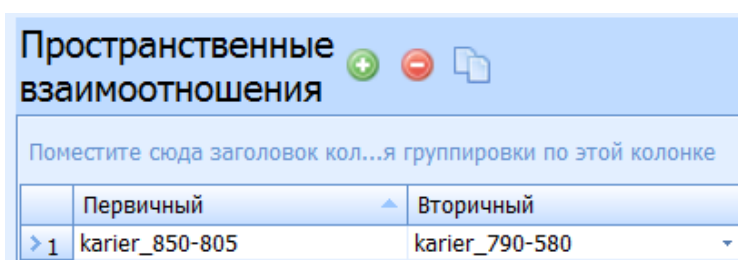 Пространственные
взаимоотношения
Поместите сюда заголовок кол...я группировки по этой колонке
Первичный Вторичный
1 karier_850-805 karier_790-580